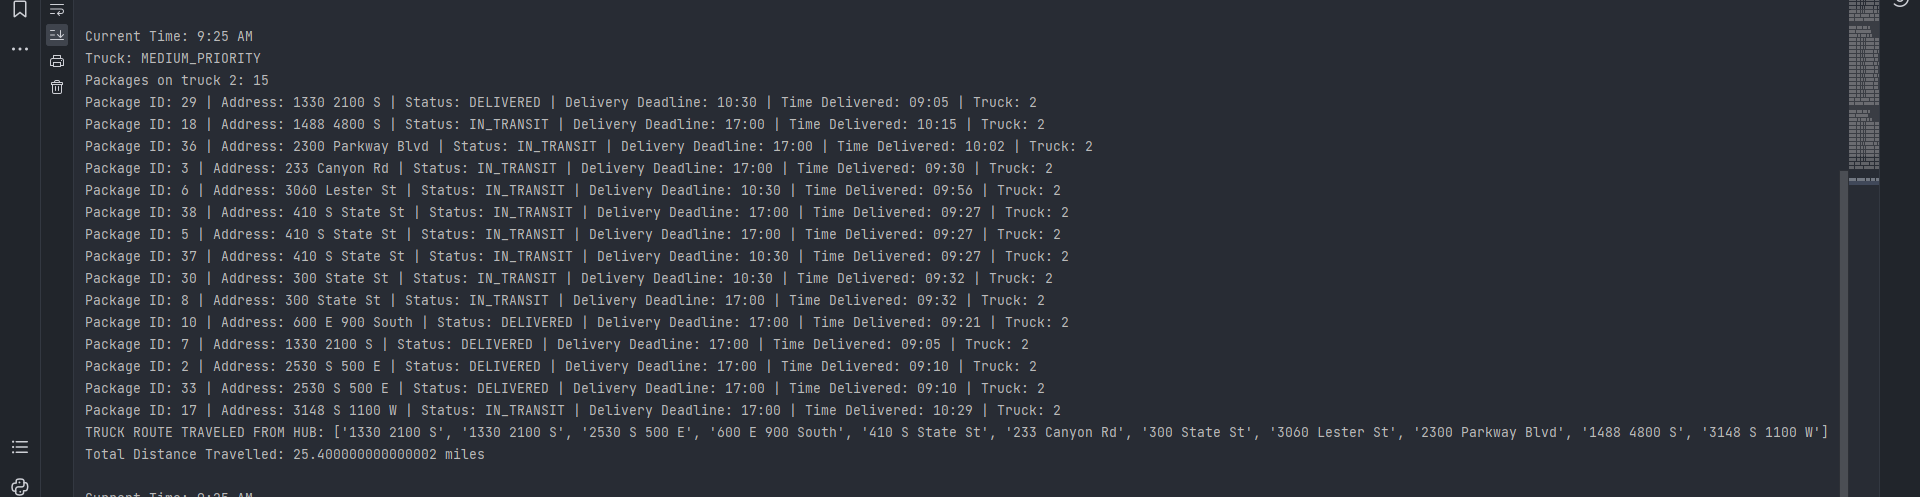 Current Time: 9:25 AM
Truck: MEDIUM_PRIORITY
Packages on truck 2: 15
Package ID: 29 | Address: 1330 2100 S | Status: DELIVERED | Delivery Deadline: 10:30 | Time Delivered: 09:05 | Truck: 2
Package ID: 18 | Address: 1488 4800 S | Status: IN_TRANSIT | Delivery Deadline: 17:00 | Time Delivered: 10:15 | Truck: 2
Package ID: 36 | Address: 2300 Parkway Blvd | Status: IN_TRANSIT | Delivery Deadline: 17:00 | Time Delivered: 10:02 | Truck: 2
Package ID: 3 | Address: 233 Canyon Rd | Status: IN_TRANSIT | Delivery Deadline: 17:00 | Time Delivered: 09:30 | Truck: 2
Package ID: 6 | Address: 3060 Lester St | Status: IN_TRANSIT | Delivery Deadline: 10:30 | Time Delivered: 09:56 | Truck: 2
Package ID: 38 | Address: 410 S State St | Status: IN_TRANSIT | Delivery Deadline: 17:00 | Time Delivered: 09:27 | Truck: 2
Package ID: 5 | Address: 410 S State St | Status: IN_TRANSIT | Delivery Deadline: 17:00 | Time Delivered: 09:27 | Truck: 2
Package ID: 37 | Address: 410 S State St | Status: IN_TRANSIT | Delivery Deadline: 10:30 | Time Delivered: 09:27 | Truck: 2
Package ID: 30 | Address: 300 State St | Status: IN_TRANSIT | Delivery Deadline: 10:30 | Time Delivered: 09:32 | Truck: 2
Package ID: 8 | Address: 300 State St | Status: IN_TRANSIT | Delivery Deadline: 17:00 | Time Delivered: 09:32 | Truck: 2
Package ID: 10 | Address: 600 E 900 South | Status: DELIVERED | Delivery Deadline: 17:00 | Time Delivered: 09:21 | Truck: 2
Package ID: 7 | Address: 1330 2100 S | Status: DELIVERED | Delivery Deadline: 17:00 | Time Delivered: 09:05 | Truck: 2
Package ID: 2 | Address: 2530 S 500 E | Status: DELIVERED | Delivery Deadline: 17:00 | Time Delivered: 09:10 | Truck: 2
Package ID: 33 | Address: 2530 S 500 E | Status: DELIVERED | Delivery Deadline: 17:00 | Time Delivered: 09:10 | Truck: 2
Package ID: 17 | Address: 3148 S 1100 W | Status: IN_TRANSIT | Delivery Deadline: 17:00 | Time Delivered: 10:29 | Truck: 2
TRUCK ROUTE TRAVELED FROM HUB: ['1330 2100 S', '1330 2100 S', '2530 S 500 E', '600 E 900 South', '410 S State St', '233 Canyon Rd', '300 State St', '3060 Lester St', '2300 Parkway Blvd', '1488 4800 S', '3148 S 1100 W']
Total Distance Travelled: 25.400000000000002 miles
Current Time: 9:25 AM